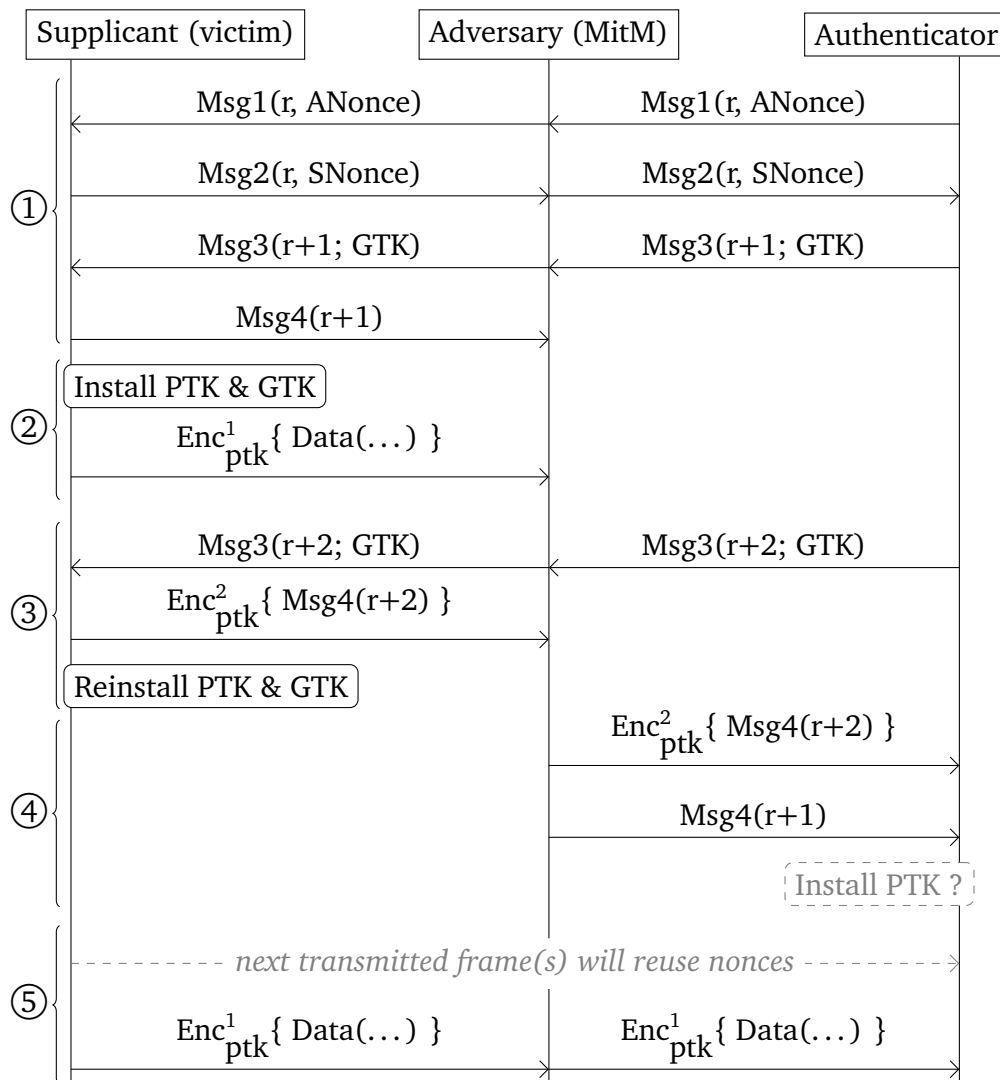 Supplicant (victim)
Adversary (MitM)
Authenticator
①
Msg1(r, ANonce)
Msg1(r, ANonce)
Msg2(r, SNonce)
Msg2(r, SNonce)
Msg3(r+1; GTK)
Msg3(r+1; GTK)
Msg4(r+1)
②
Install PTK & GTK
Enc¹ptk{ Data(...) }
③
Msg3(r+2; GTK)
Msg3(r+2; GTK)
Enc²ptk{ Msg4(r+2) }
Reinstall PTK & GTK
④
Enc²ptk{ Msg4(r+2) }
Msg4(r+1)
Install PTK ?
⑤
next transmitted frame(s) will reuse nonces
Enc¹ptk{ Data(...) }
Enc¹ptk{ Data(...) }